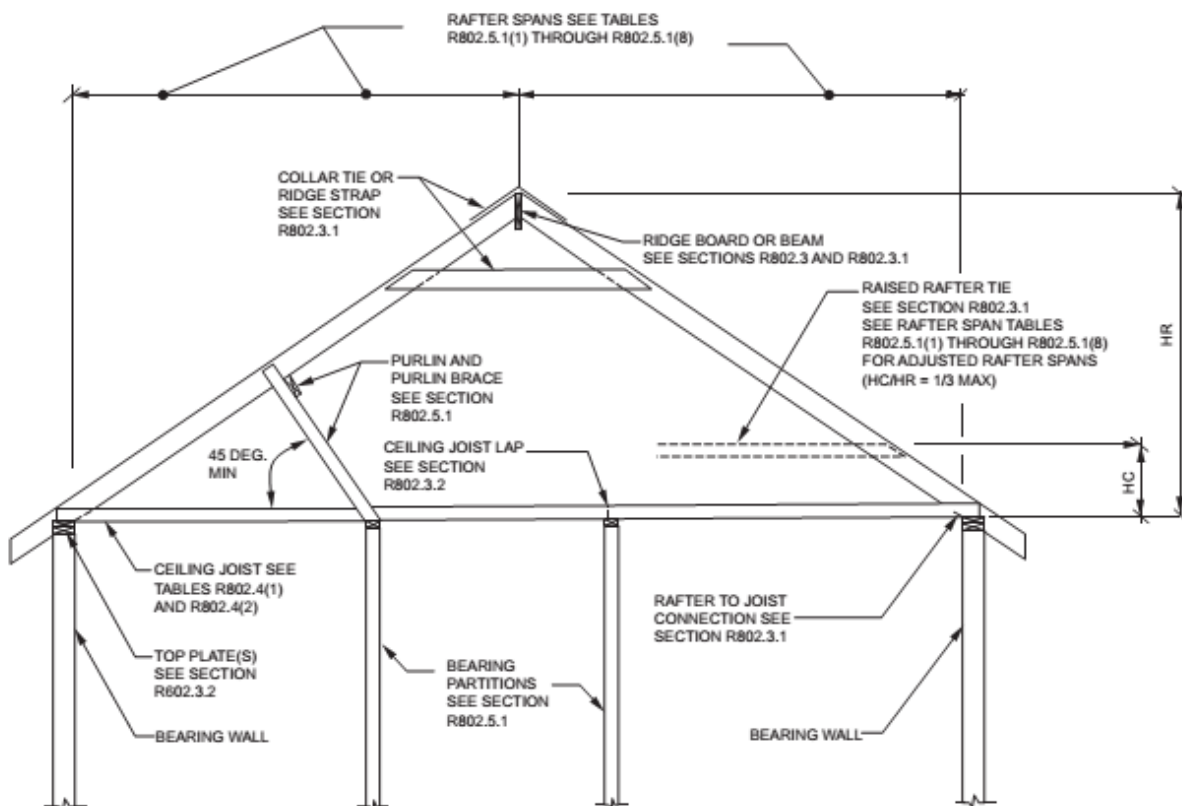 RAFTER SPANS SEE TABLES
R802.5.1(1) THROUGH R802.5.1(8)
COLLAR TIE OR
RIDGE STRAP
SEE SECTION
R802.3.1
RIDGE BOARD OR BEAM
SEE SECTIONS R802.3 AND R802.3.1
RAISED RAFTER TIE
SEE SECTION R802.3.1
SEE RAFTER SPAN TABLES
R802.5.1(1) THROUGH R802.5.1(8)
FOR ADJUSTED RAFTER SPANS
(HC/HR = 1/3 MAX)
HR
PURLIN AND
PURLIN BRACE
SEE SECTION
R802.5.1
45 DEG.
MIN
CEILING JOIST LAP
SEE SECTION
R802.3.2
HC
CEILING JOIST SEE
TABLES R802.4(1)
AND R802.4(2)
RAFTER TO JOIST
CONNECTION SEE
SECTION R802.3.1
TOP PLATE(S)
SEE SECTION
R602.3.2
BEARING
PARTITIONS
SEE SECTION
R802.5.1
BEARING WALL
BEARING WALL